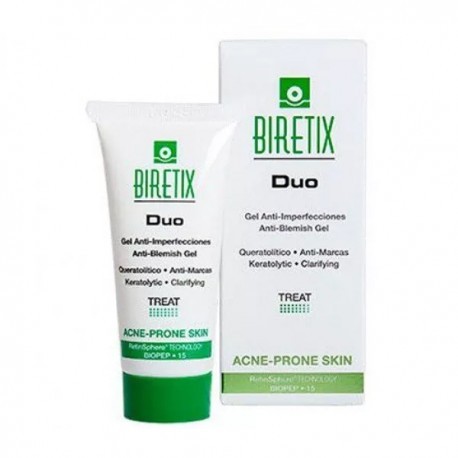 BIRETIX
Duo
Gel Anti-Imperfecciones
Anti-Blemish Gel
Queratolítico • Anti-Marcas
Keratolytic • Clarifying
TREAT
ACNE-PRONE SKIN
RetinSphere® TECHNOLOGY
BIOPEP • 15
BIRETIX
Duo
Gel Anti-Imperfecciones
Anti-Blemish Gel
Queratolítico • Anti-Marcas
Keratolytic • Clarifying
TREAT
ACNE-PRONE SKIN
RetinSphere® TECHNOLOGY
BIOPEP • 15